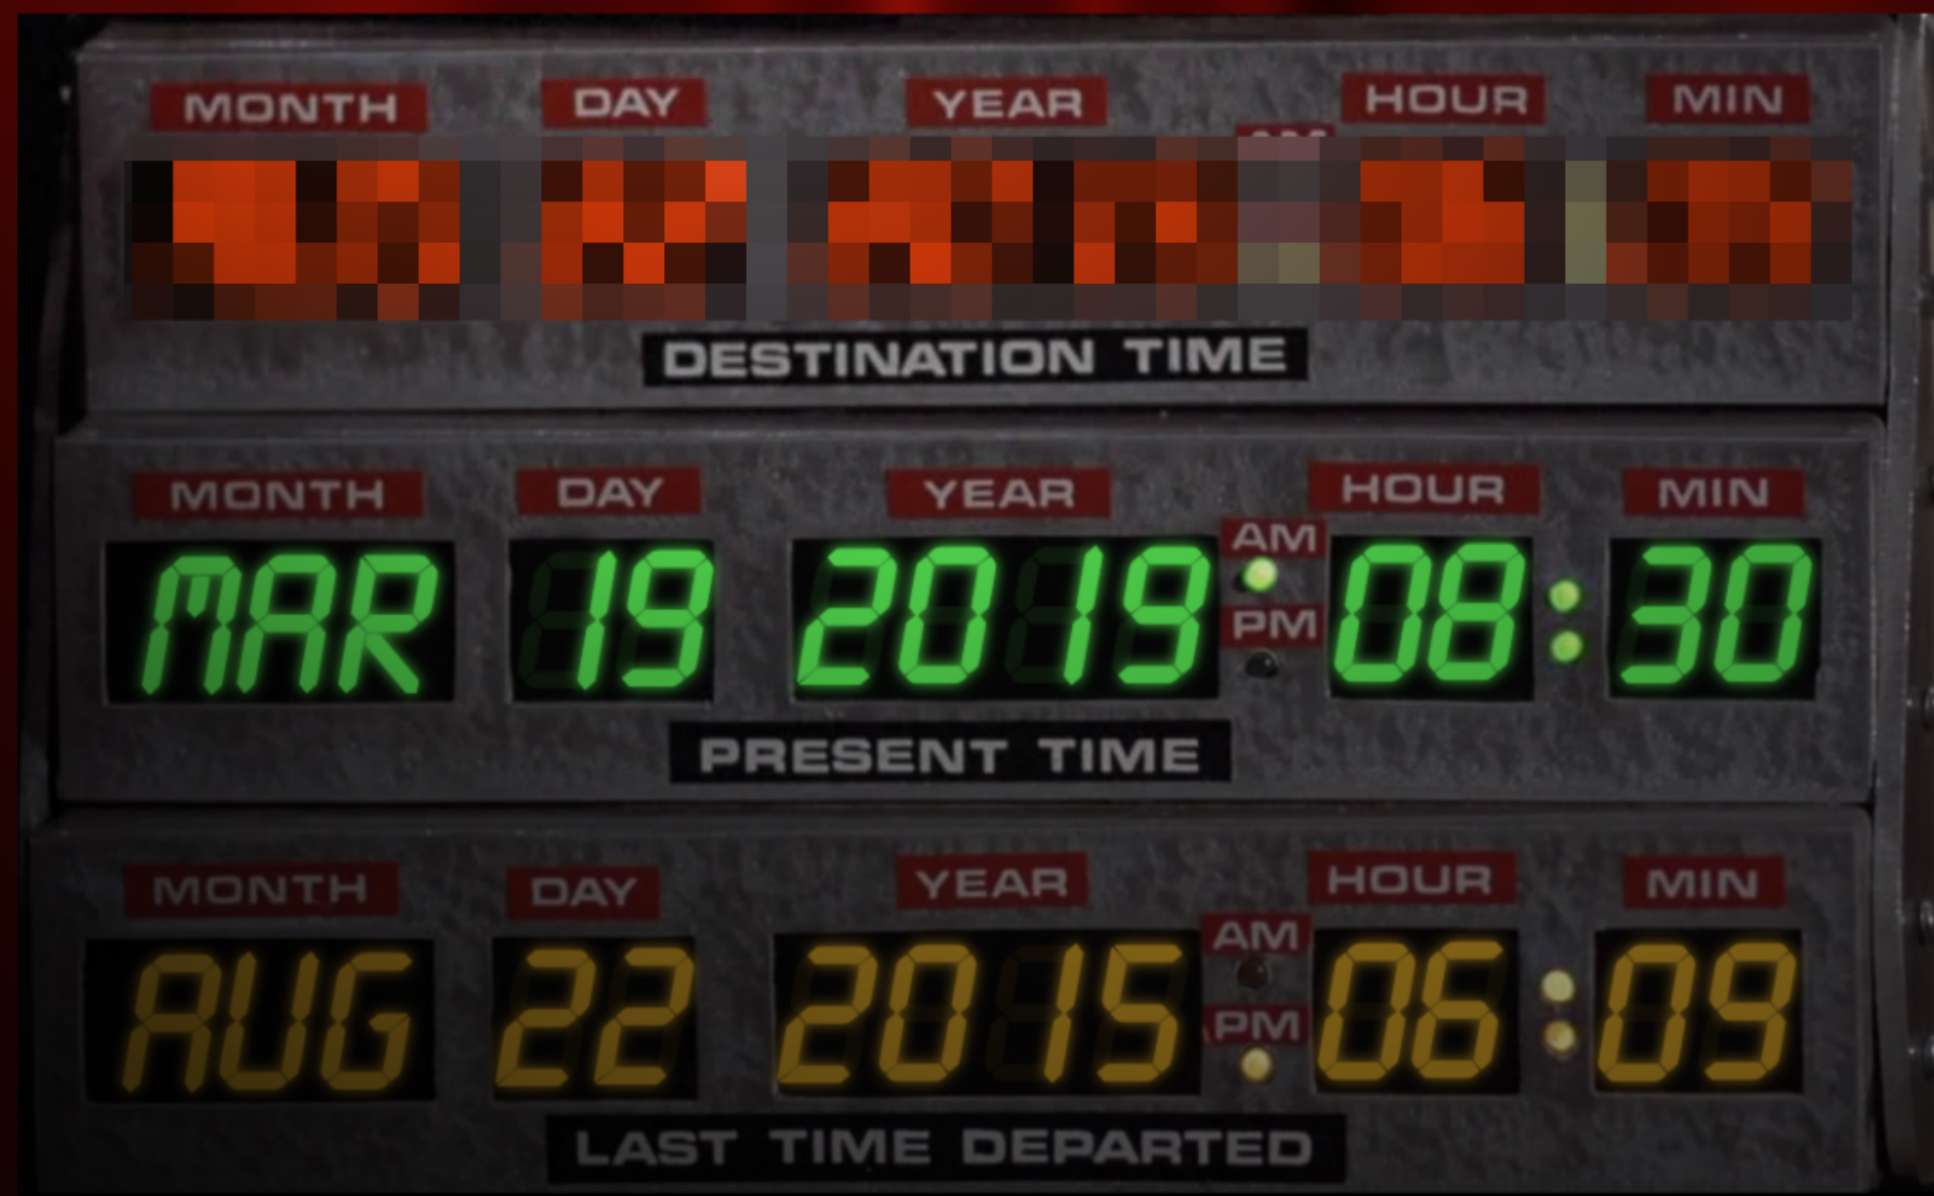 MONTH DAY YEAR HOUR MIN
DESTINATION TIME
MONTH DAY YEAR HOUR MIN
AM
MAR 19 2019 08:30
PM
PRESENT TIME
MONTH DAY YEAR HOUR MIN
AM
AUG 22 2015 06:09
PM
LAST TIME DEPARTED